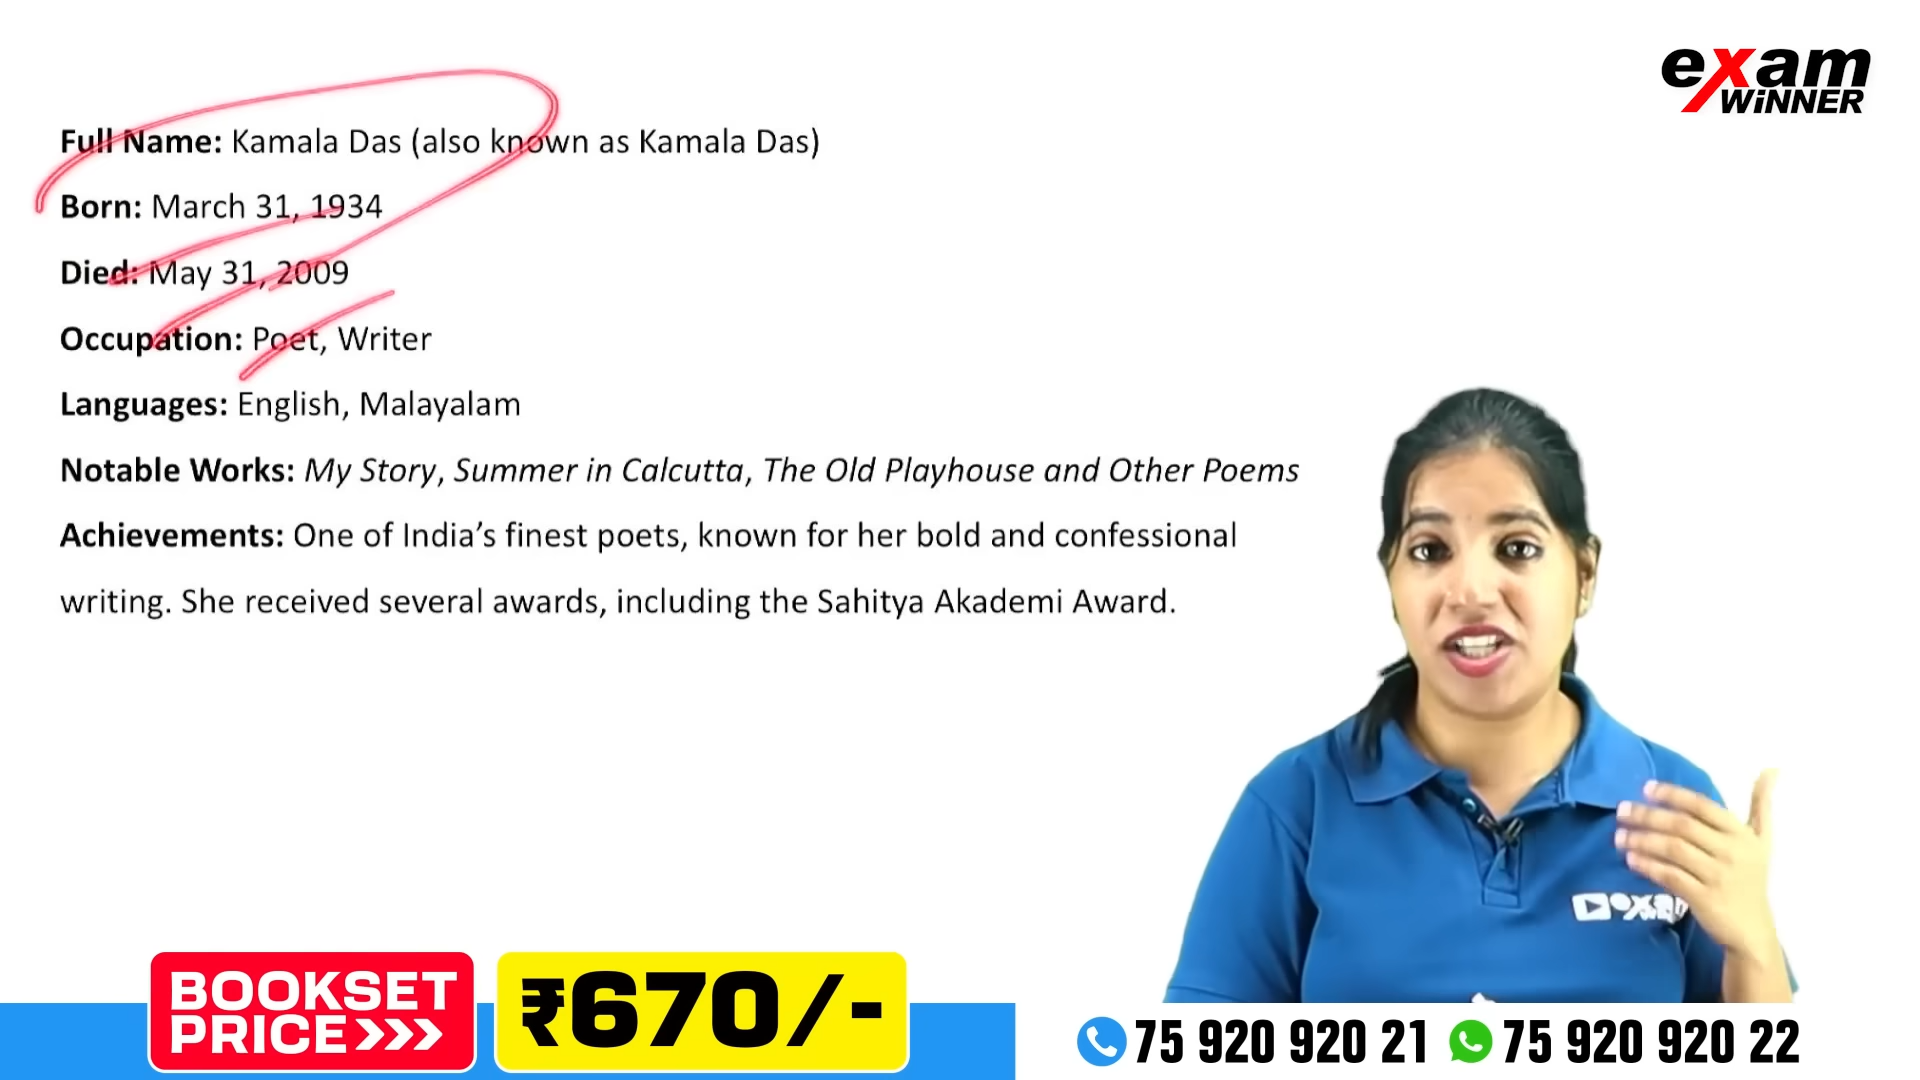 exam
WiNNER
Full Name: Kamala Das (also known as Kamala Das)
Born: March 31, 1934
Died: May 31, 2009
Occupation: Poet, Writer
Languages: English, Malayalam
Notable Works: My Story, Summer in Calcutta, The Old Playhouse and Other Poems
Achievements: One of India’s finest poets, known for her bold and confessional
writing. She received several awards, including the Sahitya Akademi Award.
exam
BOOKSET
PRICE >>>
₹670/-
75 920 920 21
75 920 920 22